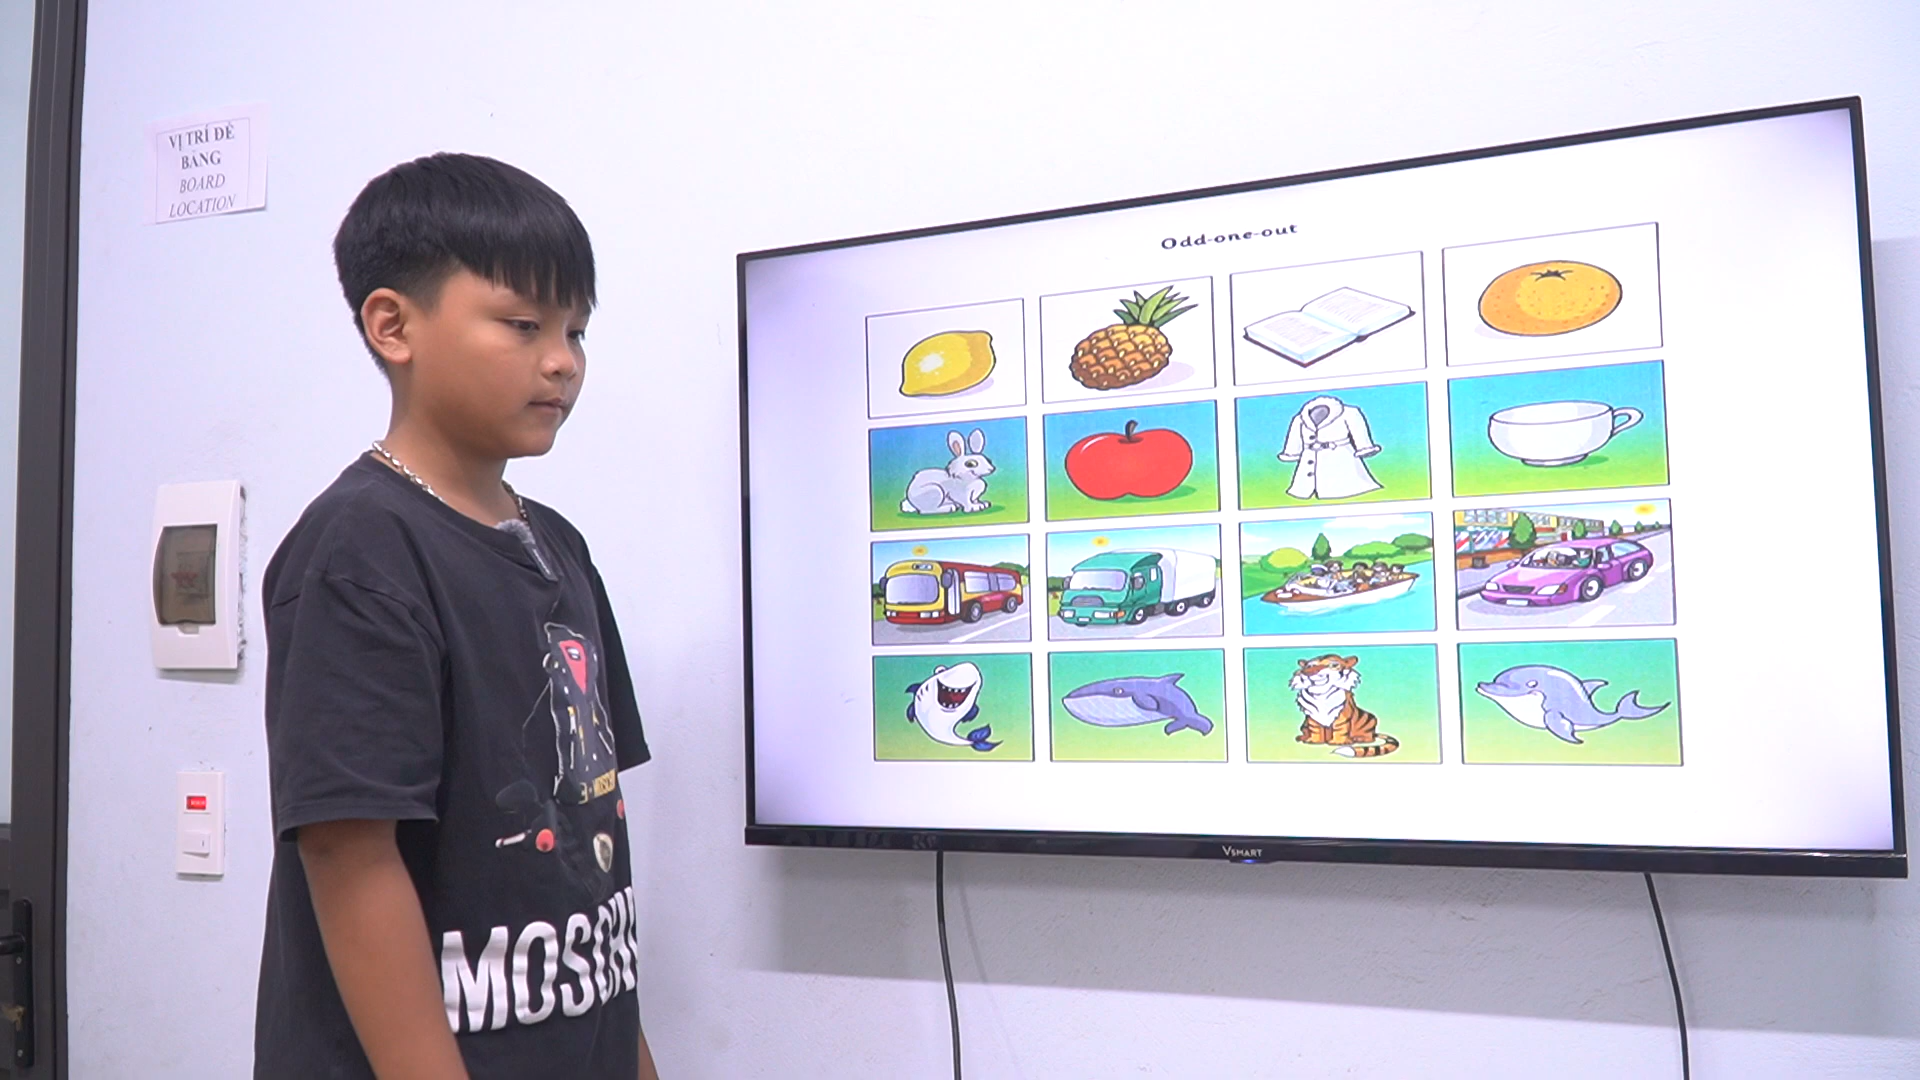 VỊ TRÍ ĐỂ
BẢNG
BOARD
LOCATION
Odd-one-out
VSMART
MOSCHI